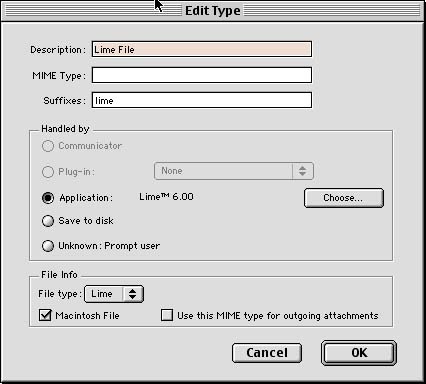 Edit Type
Description: Lime File
MIME Type:
Suffixes: lime
Handled by
Communicator
Plug-in: None
Application: Lime™ 6.00 Choose...
Save to disk
Unknown: Prompt user
File Info
File type: Lime
Macintosh File Use this MIME type for outgoing attachments
Cancel OK